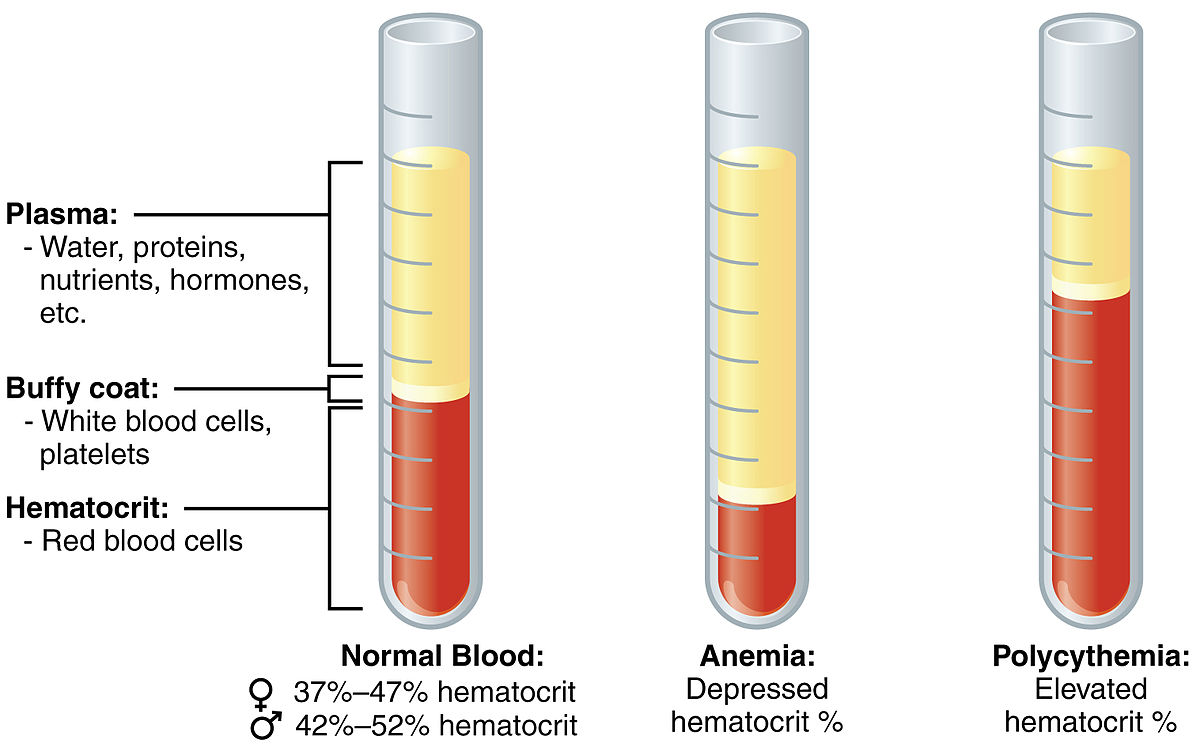 Plasma:
- Water, proteins,
nutrients, hormones,
etc.
Buffy coat:
- White blood cells,
platelets
Hematocrit:
- Red blood cells
Normal Blood:
♀ 37%–47% hematocrit
♂ 42%–52% hematocrit
Anemia:
Depressed
hematocrit %
Polycythemia:
Elevated
hematocrit %